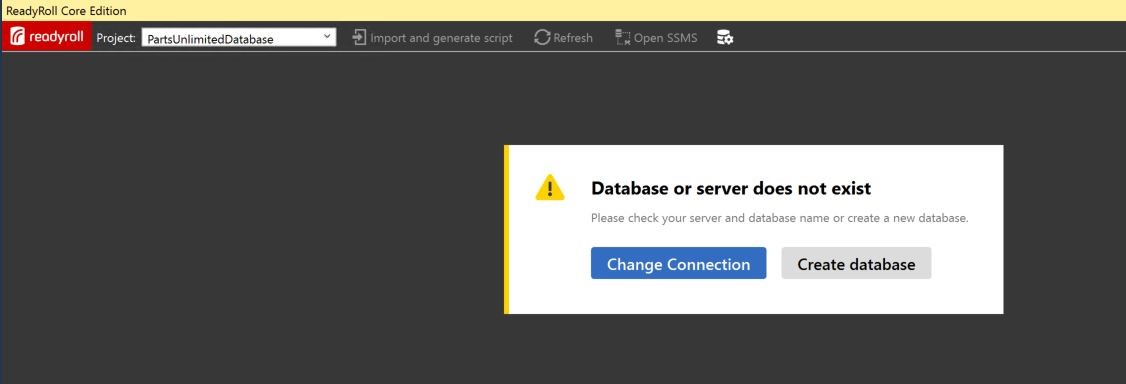 ReadyRoll Core Edition
readyroll Project: PartsUnlimitedDatabase Import and generate script Refresh Open SSMS
Database or server does not exist
Please check your server and database name or create a new database.
Change Connection Create database